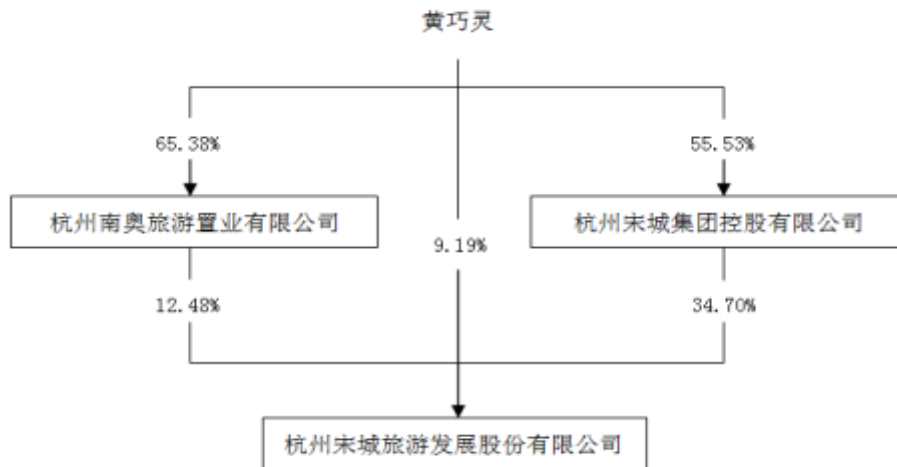 黄巧灵
65.38%
55.53%
杭州南奥旅游置业有限公司
杭州宋城集团控股有限公司
9.19%
12.48%
34.70%
杭州宋城旅游发展股份有限公司